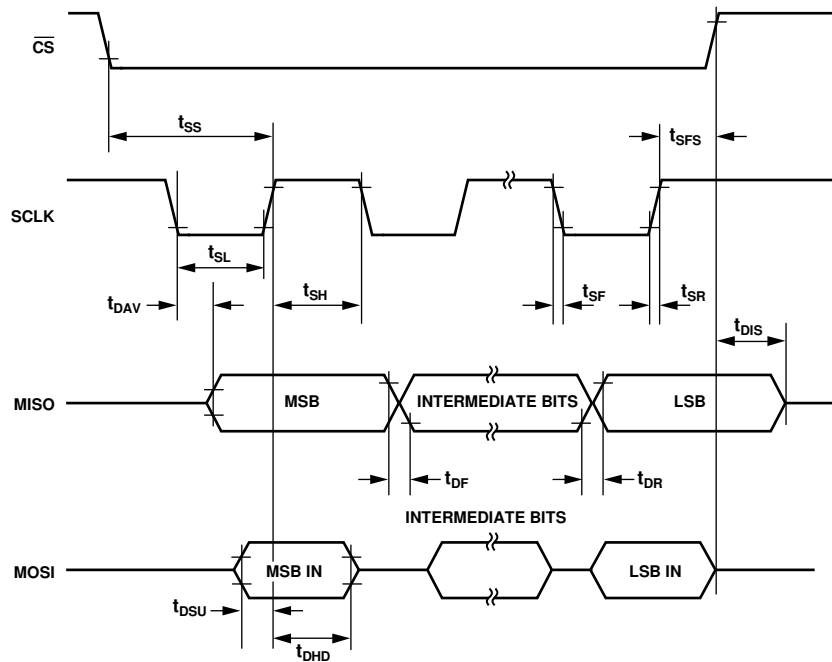 CS
tSS
tSFS
SCLK
tSL
tSH
tSF
tSR
tDAV
tDIS
MISO
MSB
INTERMEDIATE BITS
LSB
tDF
tDR
INTERMEDIATE BITS
MOSI
MSB IN
LSB IN
tDSU
tDHD